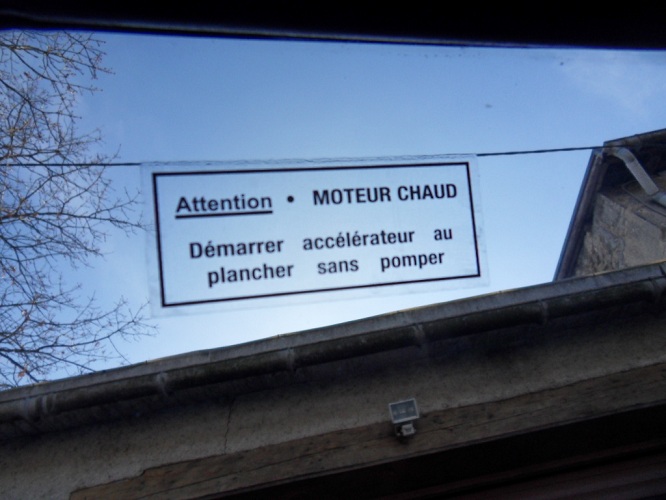 Attention • MOTEUR CHAUD
Démarrer accélérateur au
plancher sans pomper